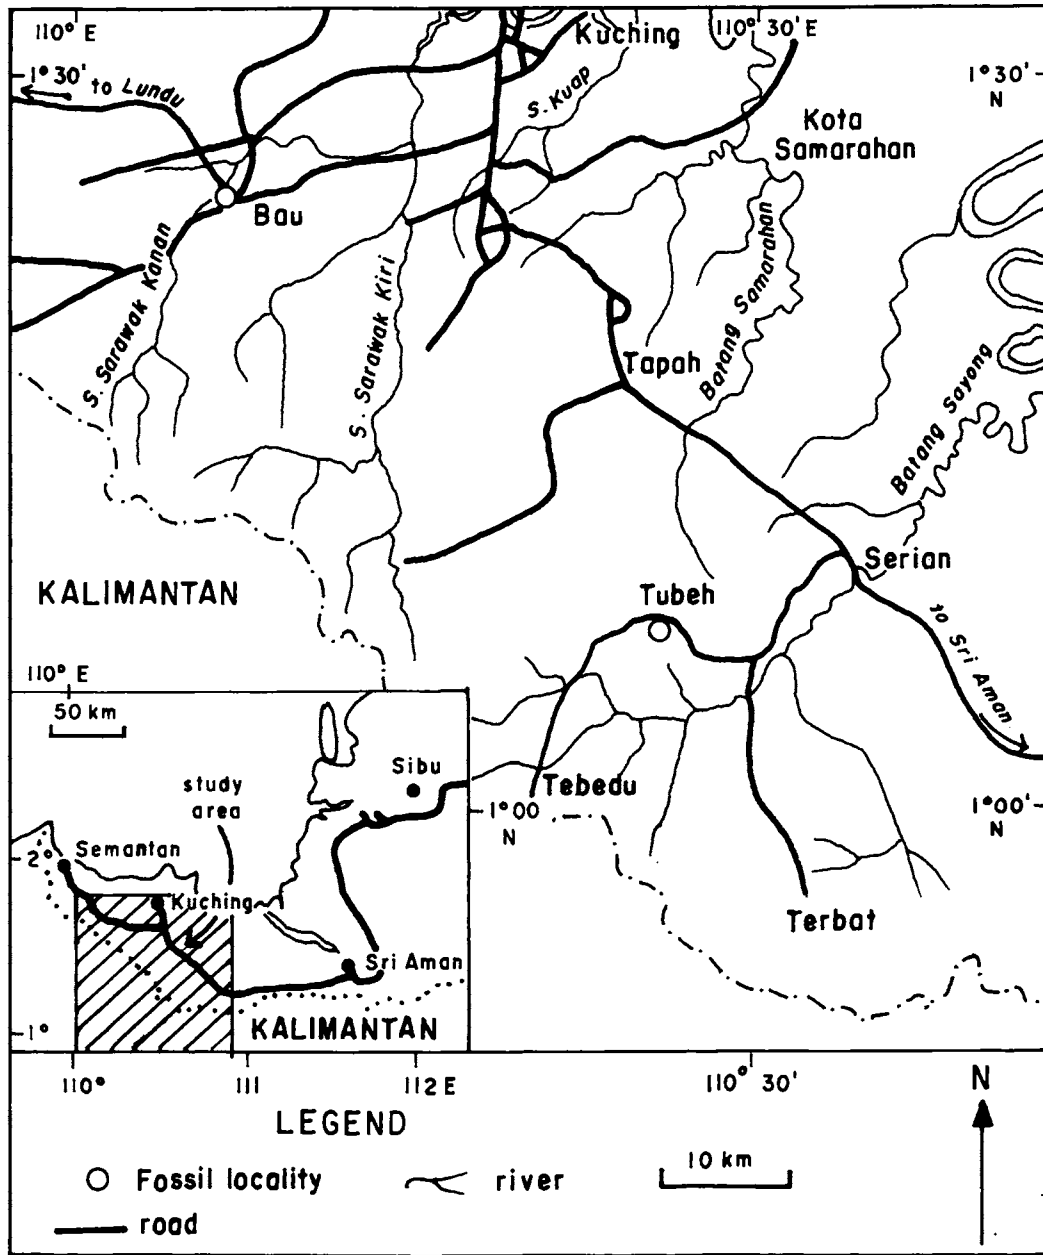 110° E
Kuching
110° 30' E
1° 30'
to Lundu
1° 30'
N
S. Kuap
Kota
Samarahan
Bau
S. Sarawak Kanan
S. Sarawak Kiri
Batang Samarahan
Tapah
Batang Sayong
Serian
KALIMANTAN
Tubeh
to Sri Aman
110° E
50 km
Sibu
study
area
Tebedu
1° 00
N
1° 00'
N
2°
Semantan
Kuching
Sri Aman
Terbat
KALIMANTAN
1°
110°
111
112 E
110° 30'
N
LEGEND
Fossil locality
river
10 km
road